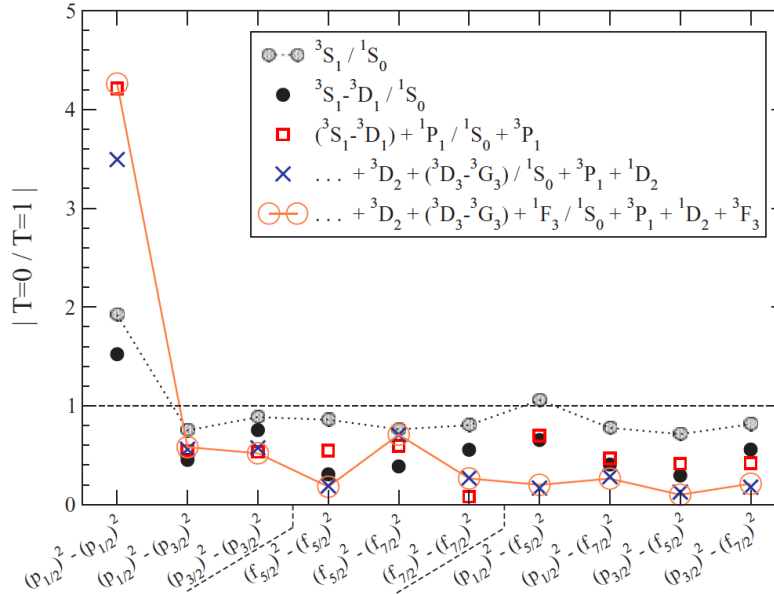 5
4
3
2
1
0
| T=0 / T=1 |
³S₁ / ¹S₀
³S₁-³D₁ / ¹S₀
(³S₁-³D₁) + ¹P₁ / ¹S₀ + ³P₁
. . . + ³D₂ + (³D₃-³G₃) / ¹S₀ + ³P₁ + ¹D₂
. . . + ³D₂ + (³D₃-³G₃) + ¹F₃ / ¹S₀ + ³P₁ + ¹D₂ + ³F₃
(p₁/₂)² - (p₁/₂)²
(p₁/₂)² - (p₃/₂)²
(p₃/₂)² - (p₃/₂)²
(f₅/₂)² - (f₅/₂)²
(f₅/₂)² - (f₇/₂)²
(f₇/₂)² - (f₇/₂)²
(p₁/₂)² - (f₅/₂)²
(p₁/₂)² - (f₇/₂)²
(p₃/₂)² - (f₅/₂)²
(p₃/₂)² - (f₇/₂)²